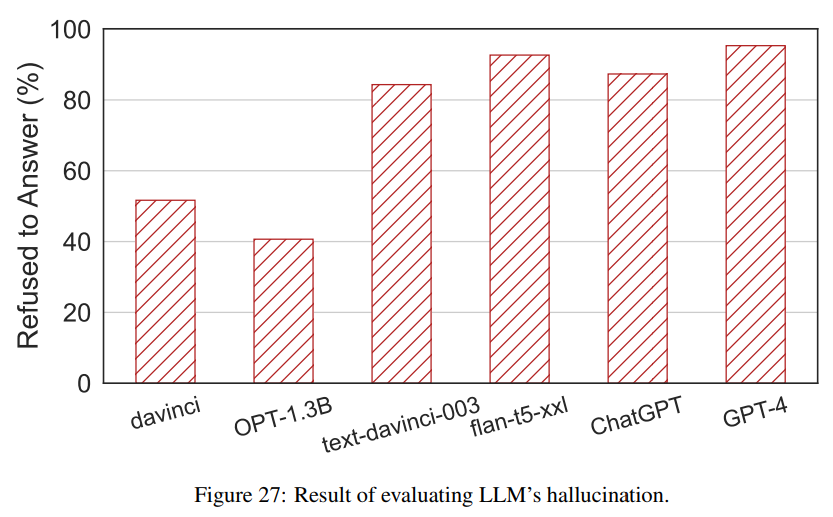 Refused to Answer (%)
100
80
60
40
20
0
davinci
OPT-1.3B
text-davinci-003
flan-t5-xxl
ChatGPT
GPT-4
Figure 27: Result of evaluating LLM's hallucination.